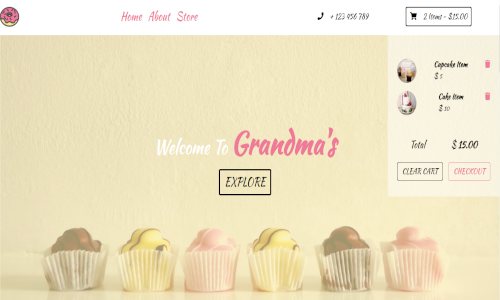 Home About Store
+ 123 456 789
2 Items - $15.00
Cupcake Item
$ 5
Cake Item
$ 10
Total $ 15.00
CLEAR CART CHECKOUT
Welcome To Grandma's
EXPLORE